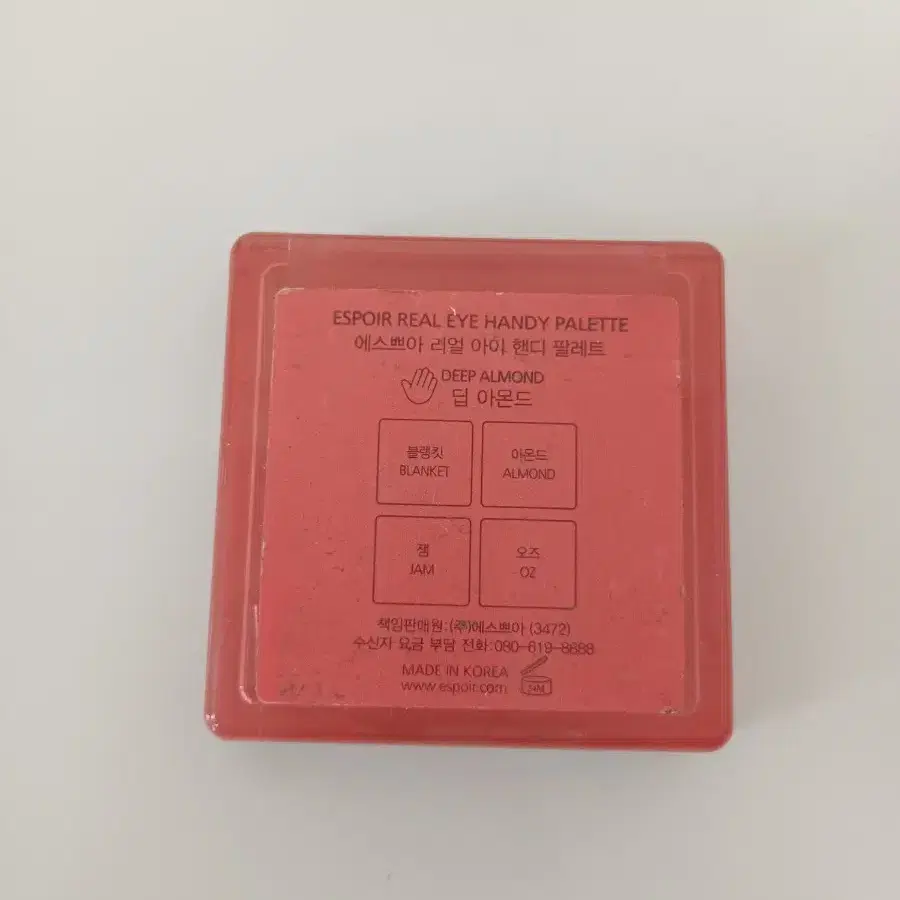 ESPOIR REAL EYE HANDY PALETTE
에스쁘아 리얼 아이 핸디 팔레트
DEEP ALMOND
딥 아몬드
블랭킷
BLANKET
아몬드
ALMOND
잼
JAM
오즈
OZ
책임판매원:(주)에스쁘아 (3472)
수신자 요금 부담 전화:080-619-8688
MADE IN KOREA
www.espoir.com
24M